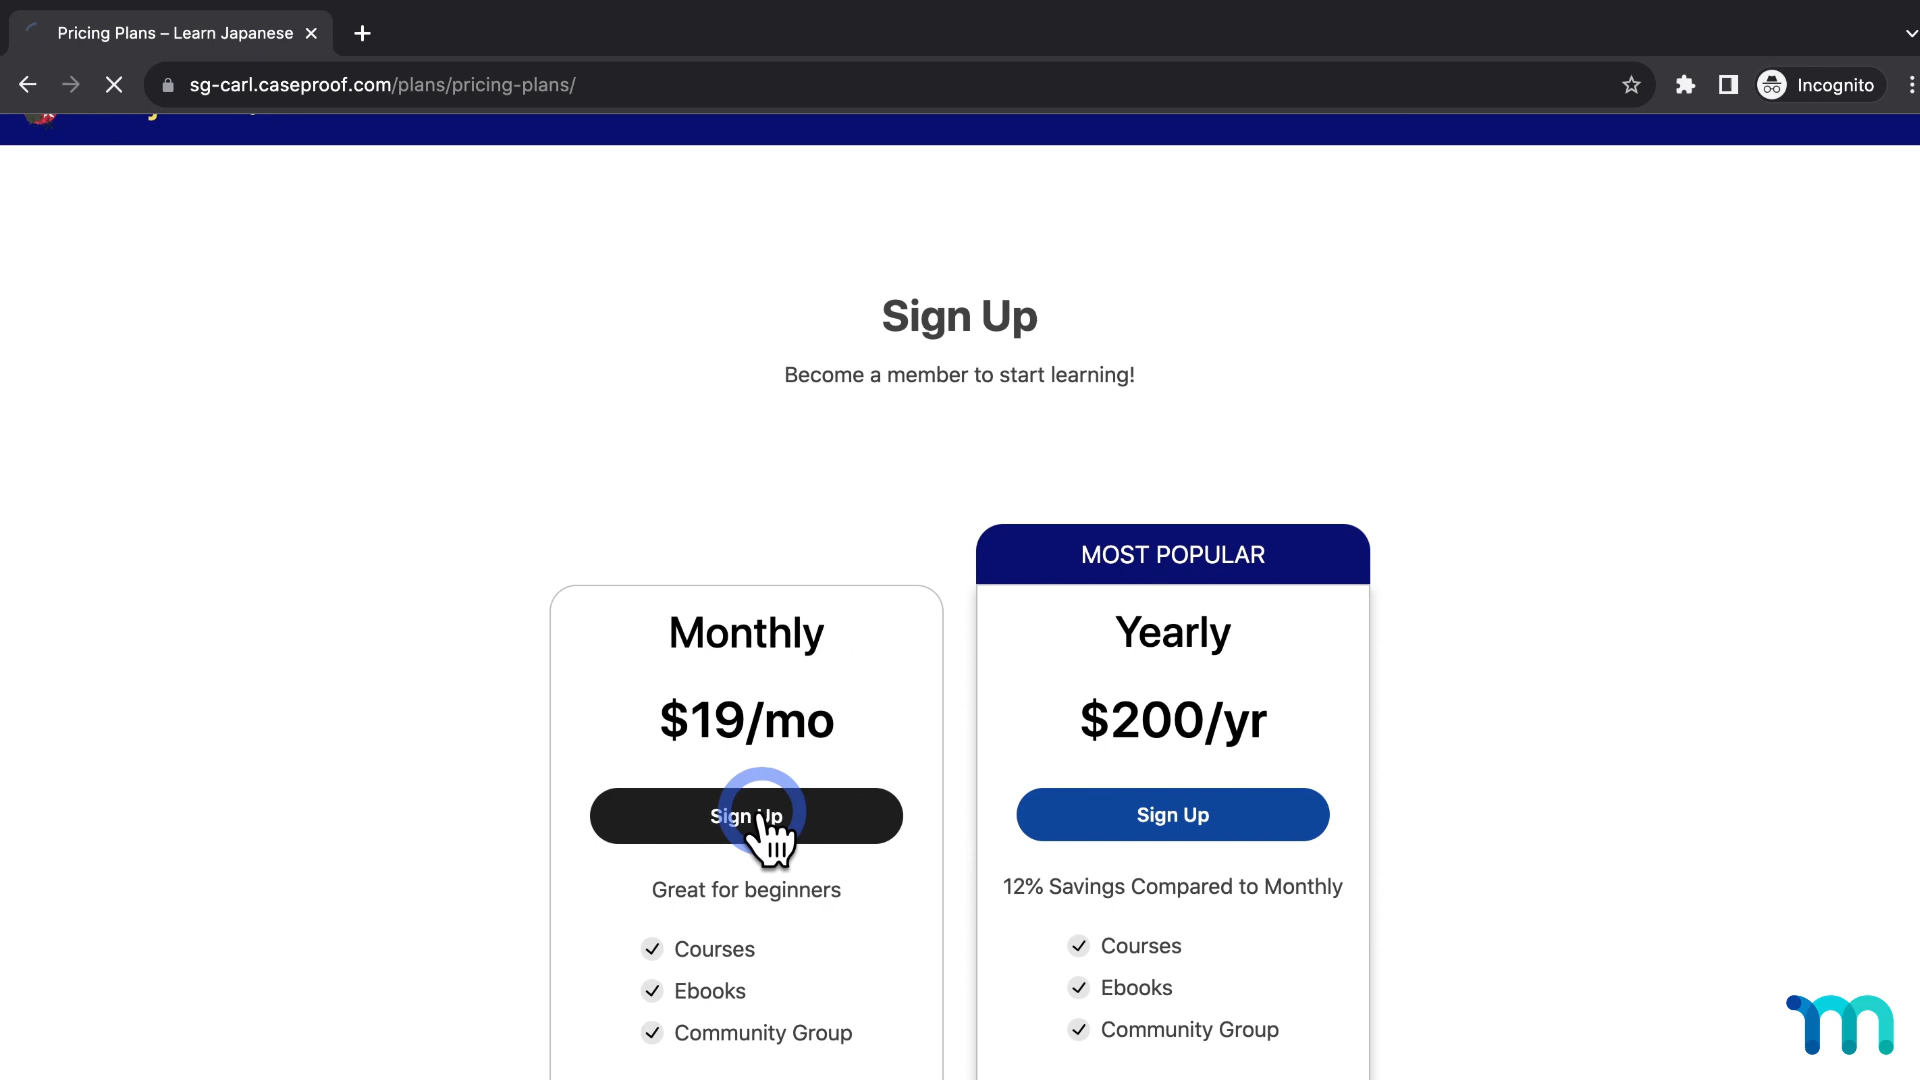 Pricing Plans – Learn Japanese
sg-carl.caseproof.com/plans/pricing-plans/
Incognito
Sign Up
Become a member to start learning!
MOST POPULAR
Monthly
$19/mo
Sign Up
Great for beginners
Courses
Ebooks
Community Group
Yearly
$200/yr
Sign Up
12% Savings Compared to Monthly
Courses
Ebooks
Community Group